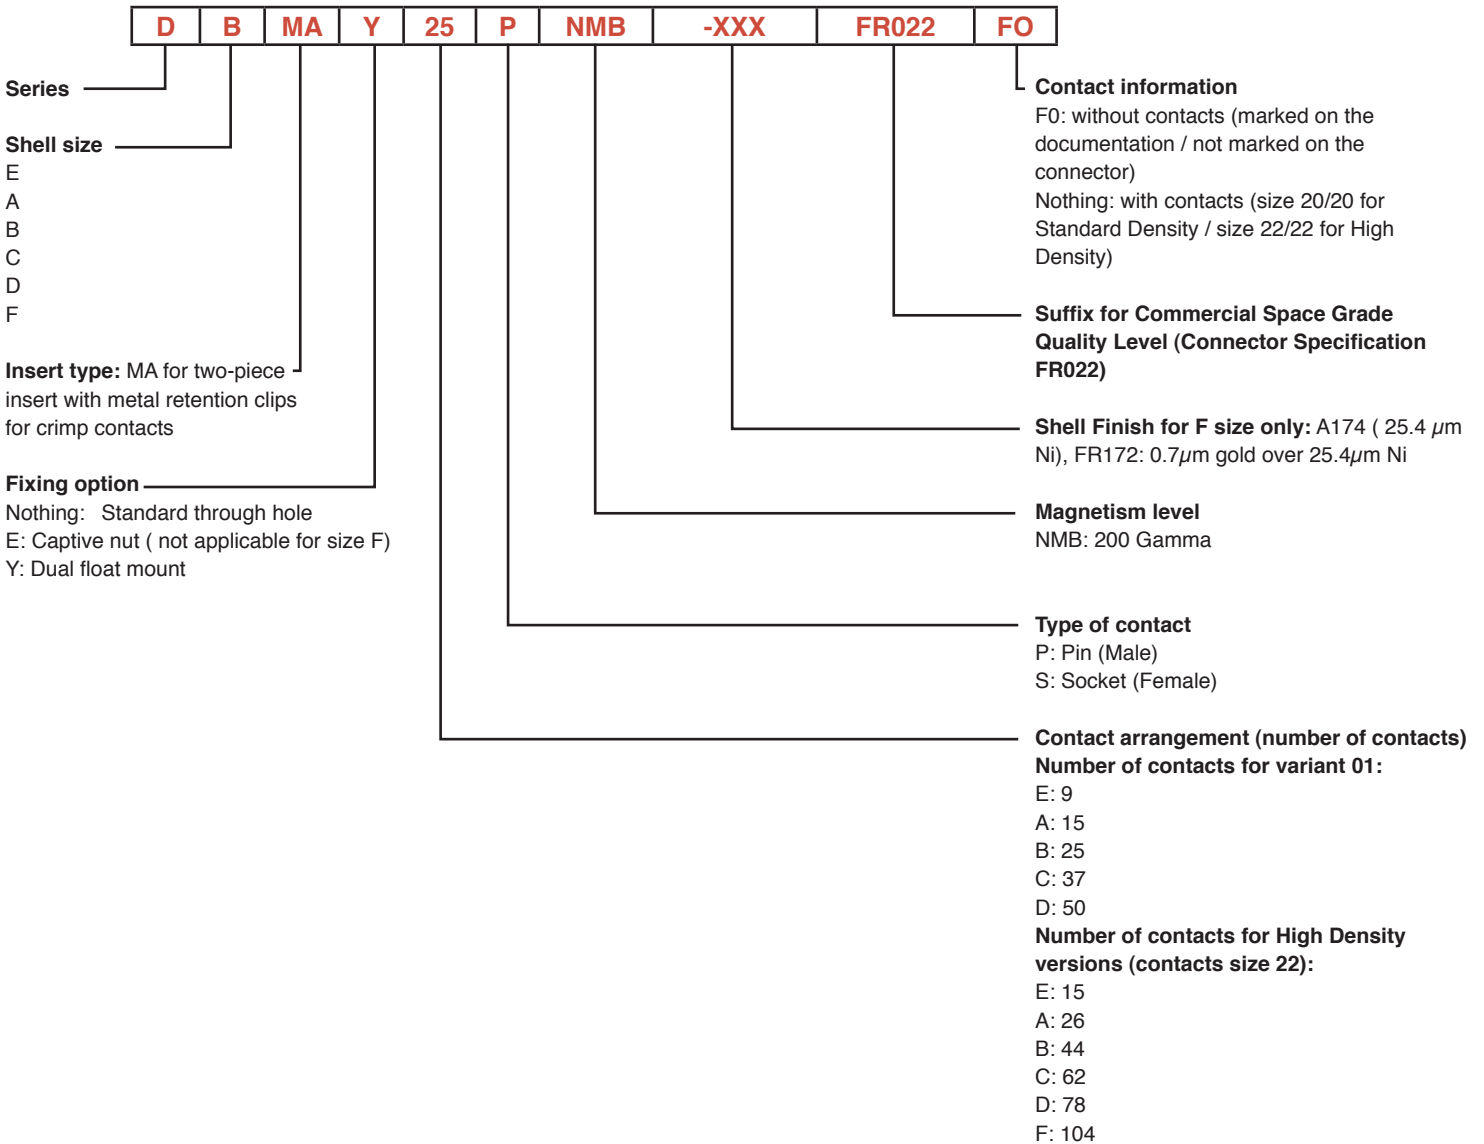 D B MA Y 25 P NMB -XXX FR022 FO
Series
Shell size
E
A
B
C
D
F
Insert type: MA for two-piece
insert with metal retention clips
for crimp contacts
Fixing option
Nothing: Standard through hole
E: Captive nut ( not applicable for size F)
Y: Dual float mount
Contact information
F0: without contacts (marked on the
documentation / not marked on the
connector)
Nothing: with contacts (size 20/20 for
Standard Density / size 22/22 for High
Density)
Suffix for Commercial Space Grade
Quality Level (Connector Specification
FR022)
Shell Finish for F size only: A174 ( 25.4 µm
Ni), FR172: 0.7µm gold over 25.4µm Ni
Magnetism level
NMB: 200 Gamma
Type of contact
P: Pin (Male)
S: Socket (Female)
Contact arrangement (number of contacts)
Number of contacts for variant 01:
E: 9
A: 15
B: 25
C: 37
D: 50
Number of contacts for High Density
versions (contacts size 22):
E: 15
A: 26
B: 44
C: 62
D: 78
F: 104